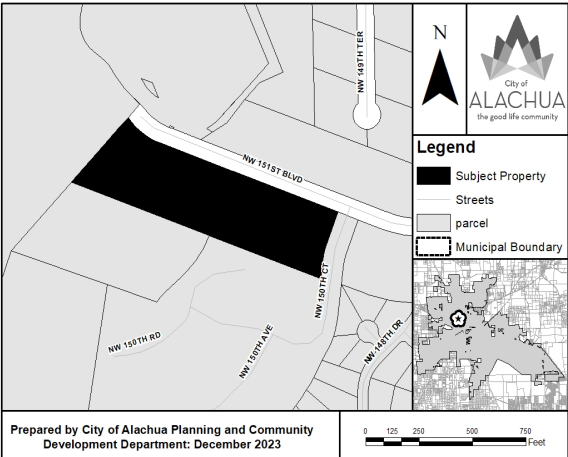 NW 149TH TER
N
City of
ALACHUA
the good life community
Legend
Subject Property
Streets
parcel
Municipal Boundary
NW 151ST BLVD
NW 150TH CT
NW 150TH RD
NW 150TH AVE
NW-148TH DR
Prepared by City of Alachua Planning and Community
Development Department: December 2023
0 125 250 500 750
Feet